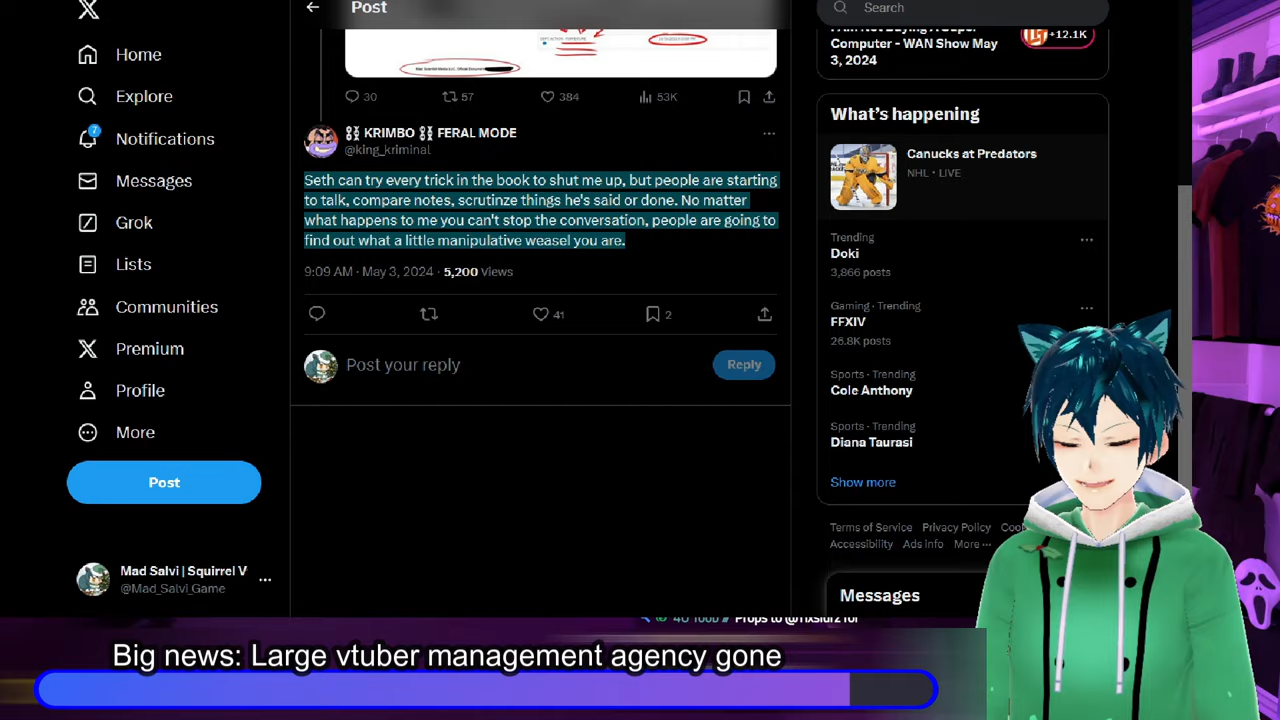 Post
Search
Home
Explore
7
Notifications
Messages
Grok
Lists
Communities
Premium
Profile
More
Post
Mad Salvi | Squirrel V
@Mad_Salvi_Game
30
57
384
53K
KRIMBO FERAL MODE
@king_kriminal
Seth can try every trick in the book to shut me up, but people are starting
to talk, compare notes, scrutinze things he's said or done. No matter
what happens to me you can't stop the conversation, people are going to
find out what a little manipulative weasel you are.
9:09 AM · May 3, 2024 · 5,200 Views
41
2
Post your reply
Reply
Computer - WAN Show May
3, 2024
+12.1K
What's happening
Canucks at Predators
NHL · LIVE
Trending
Doki
3,866 posts
Gaming · Trending
FFXIV
26.8K posts
Sports · Trending
Cole Anthony
Sports · Trending
Diana Taurasi
Show more
Terms of Service Privacy Policy
Accessibility Ads info More ···
Messages
Big news: Large vtuber management agency gone